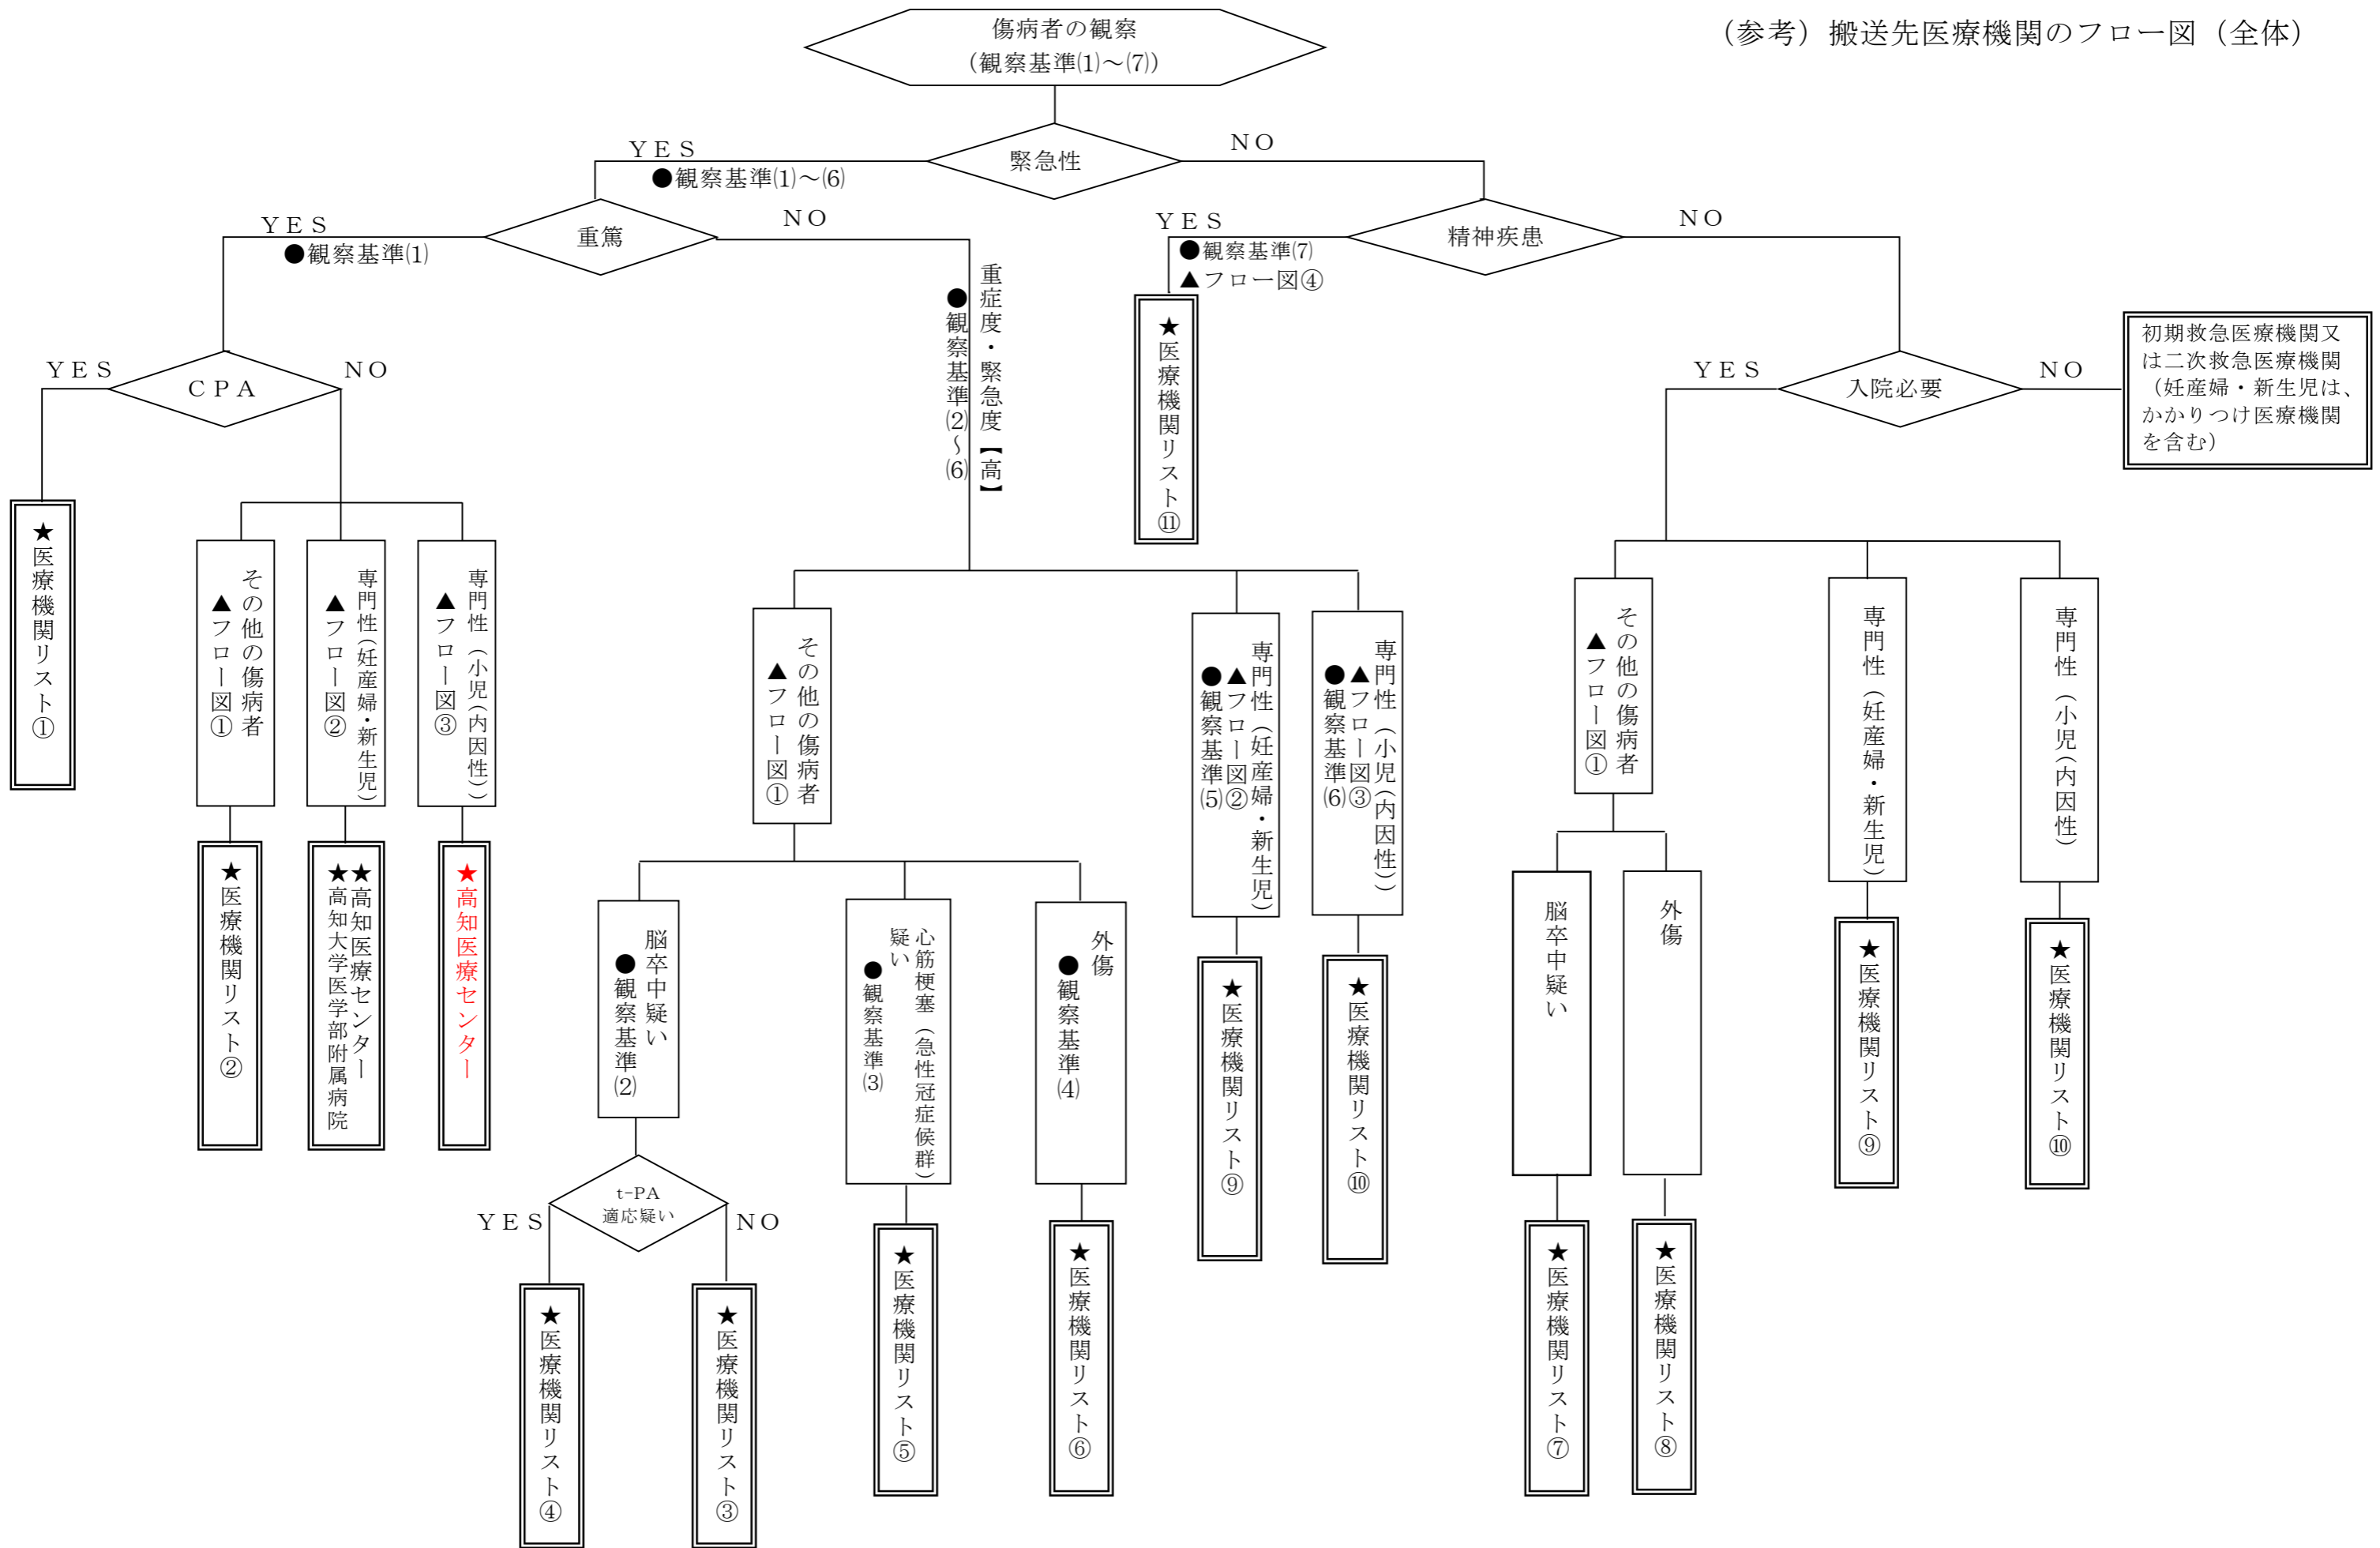 （参考）搬送先医療機関のフロー図（全体）
傷病者の観察
（観察基準⑴～⑺）
緊急性
ＹＥＳ
●観察基準⑴～⑹
ＮＯ
重篤
ＹＥＳ
●観察基準⑴
ＮＯ
重症度・緊急度【高】
●観察基準⑵～⑹
精神疾患
ＹＥＳ
●観察基準⑺
▲フロー図④
ＮＯ
★医療機関リスト⑪
入院必要
ＹＥＳ
ＮＯ
初期救急医療機関又
は二次救急医療機関
（妊産婦・新生児は、
かかりつけ医療機関
を含む）
ＣＰＡ
ＹＥＳ
ＮＯ
★医療機関リスト①
その他の傷病者
▲フロー図①
専門性（妊産婦・新生児）
▲フロー図②
専門性（小児（内因性））
▲フロー図③
★医療機関リスト②
★高知医療センター
★高知大学医学部附属病院
★高知医療センター
その他の傷病者
▲フロー図①
専門性（妊産婦・新生児）
▲フロー図②
●観察基準⑸
専門性（小児（内因性））
▲フロー図③
●観察基準⑹
脳卒中疑い
●観察基準⑵
心筋梗塞（急性冠症候群）
疑い
●観察基準⑶
外傷
●観察基準⑷
★医療機関リスト⑨
★医療機関リスト⑩
t-PA
適応疑い
ＹＥＳ
ＮＯ
★医療機関リスト④
★医療機関リスト③
★医療機関リスト⑤
★医療機関リスト⑥
その他の傷病者
▲フロー図①
専門性（妊産婦・新生児）
専門性（小児（内因性）
脳卒中疑い
外傷
★医療機関リスト⑨
★医療機関リスト⑩
★医療機関リスト⑦
★医療機関リスト⑧